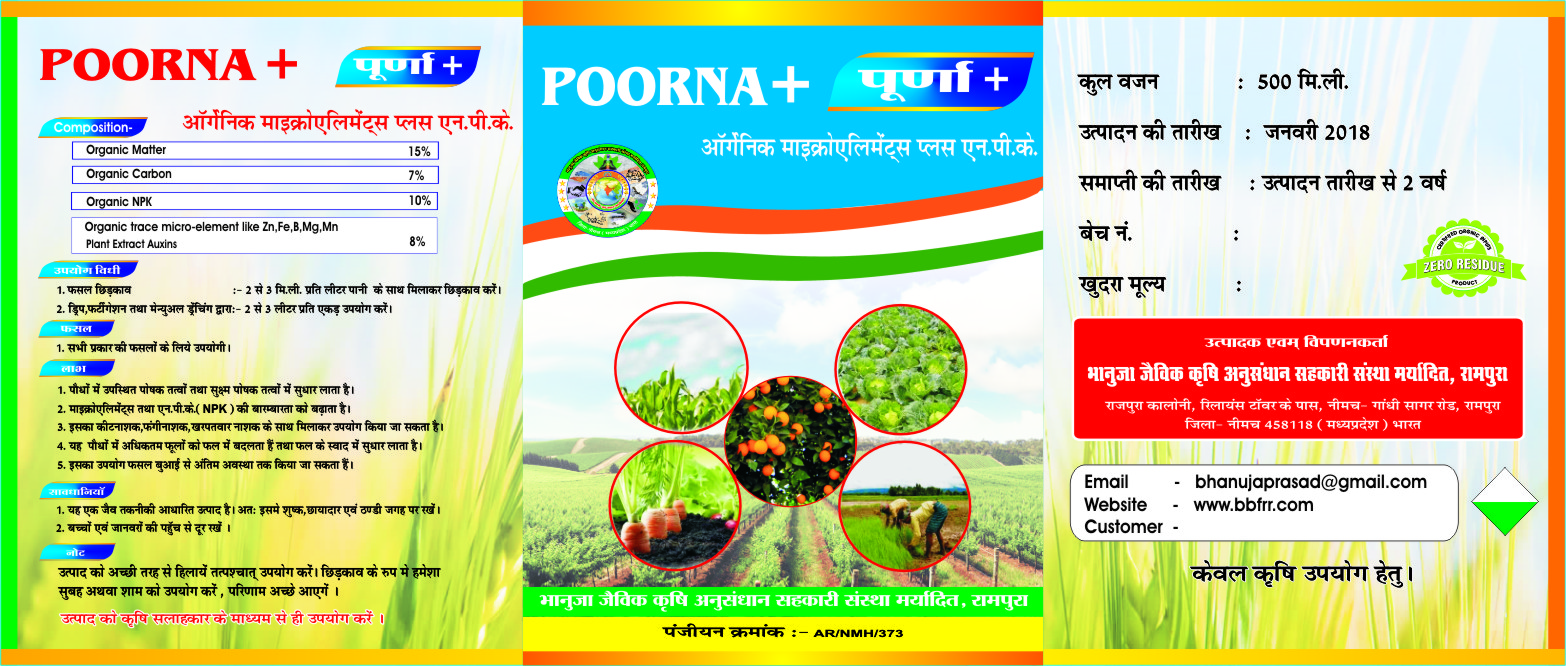 POORNA +
पूर्णा +
ऑर्गेनिक माइक्रोएलिमेंट्स प्लस एन.पी.के.
Composition-
Organic Matter 15%
Organic Carbon 7%
Organic NPK 10%
Organic trace micro-element like Zn,Fe,B,Mg,Mn
Plant Extract Auxins 8%
उपयोग विधी
1. फसल छिड़काव :- 2 से 3 मि.ली. प्रति लीटर पानी के साथ मिलाकर छिड़काव करें।
2. ड्रिप,फर्टीगेशन तथा मेन्युअल ड्रेंचिंग द्वारा:- 2 से 3 लीटर प्रति एकड़ उपयोग करें।
फसल
1. सभी प्रकार की फसलों के लिये उपयोगी।
लाभ
1. पौधों में उपस्थित पोषक तत्वों तथा सुक्ष्म पोषक तत्वों में सुधार लाता है।
2. माइक्रोएलिमेंट्स तथा एन.पी.के.( NPK ) की बारम्बारता को बढ़ाता है।
3. इसका कीटनाशक,फंगीनाशक,खरपतवार नाशक के साथ मिलाकर उपयोग किया जा सकता है।
4. यह पौधों में अधिकतम फूलों को फल में बदलता हैं तथा फल के स्वाद में सुधार लाता है।
5. इसका उपयोग फसल बुआई से अंतिम अवस्था तक किया जा सकता हैं।
सावधानियाँ
1. यह एक जैव तकनीकी आधारित उत्पाद है। अत: इसमे शुष्क,छायादार एवं ठण्डी जगह पर रखें।
2. बच्चों एवं जानवरों की पहुँच से दूर रखें ।
नोट
उत्पाद को अच्छी तरह से हिलायें तत्पश्चात् उपयोग करें। छिड़काव के रुप मे हमेशा
सुबह अथवा शाम को उपयोग करें , परिणाम अच्छे आएगें ।
उत्पाद को कृषि सलाहकार के माध्यम से ही उपयोग करें ।
POORNA +
पूर्णा +
ऑर्गेनिक माइक्रोएलिमेंट्स प्लस एन.पी.के.
भानुजा जैविक कृषि अनुसंधान सहकारी संस्था मर्यादित, रामपुरा
पंजीयन क्रमांक :- AR/NMH/373
कुल वजन : 500 मि.ली.
उत्पादन की तारीख : जनवरी 2018
समाप्ती की तारीख : उत्पादन तारीख से 2 वर्ष
बेच नं. :
खुदरा मूल्य :
ZERO RESIDUE
PRODUCT
उत्पादक एवम् विपणनकर्ता
भानुजा जैविक कृषि अनुसंधान सहकारी संस्था मर्यादित, रामपुरा
राजपुरा कालोनी, रिलायंस टॉवर के पास, नीमच- गांधी सागर रोड, रामपुरा
जिला- नीमच 458118 ( मध्यप्रदेश ) भारत
Email - bhanujaprasad@gmail.com
Website - www.bbfrr.com
Customer -
केवल कृषि उपयोग हेतु।